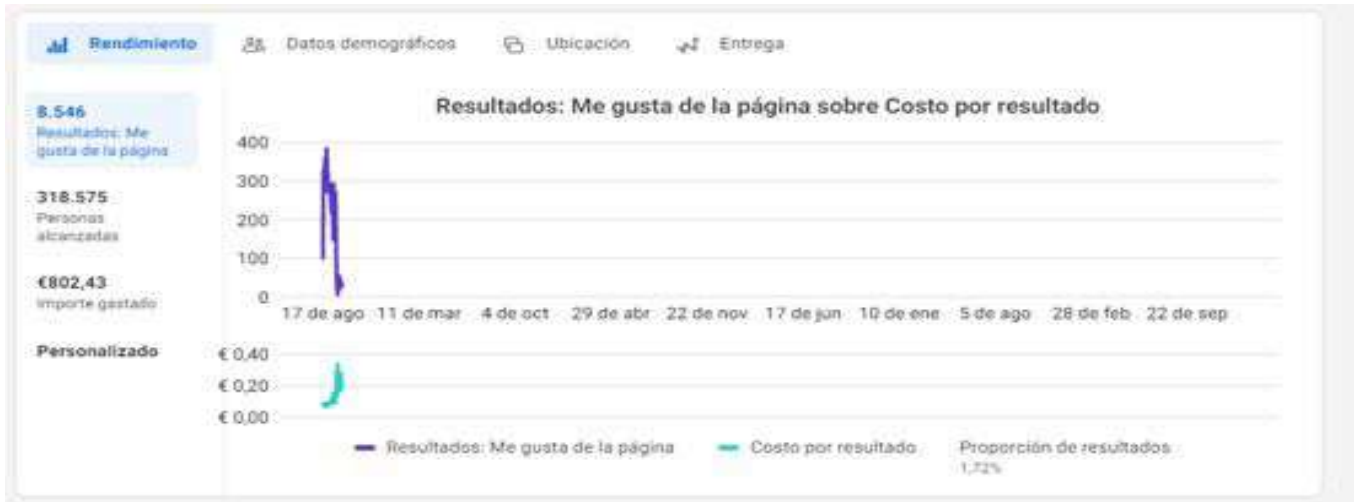 Rendimiento
Datos demográficos
Ubicación
Entrega
8.546
Resultados: Me
gusta de la página
318.575
Personas
alcanzadas
€802,43
Importe gastado
Personalizado
Resultados: Me gusta de la página sobre Costo por resultado
400
300
200
100
0
17 de ago 11 de mar 4 de oct 29 de abr 22 de nov 17 de jun 10 de ene 5 de ago 28 de feb 22 de sep
€ 0,40
€ 0,20
€ 0,00
Resultados: Me gusta de la página
Costo por resultado
Proporción de resultados
1,72%